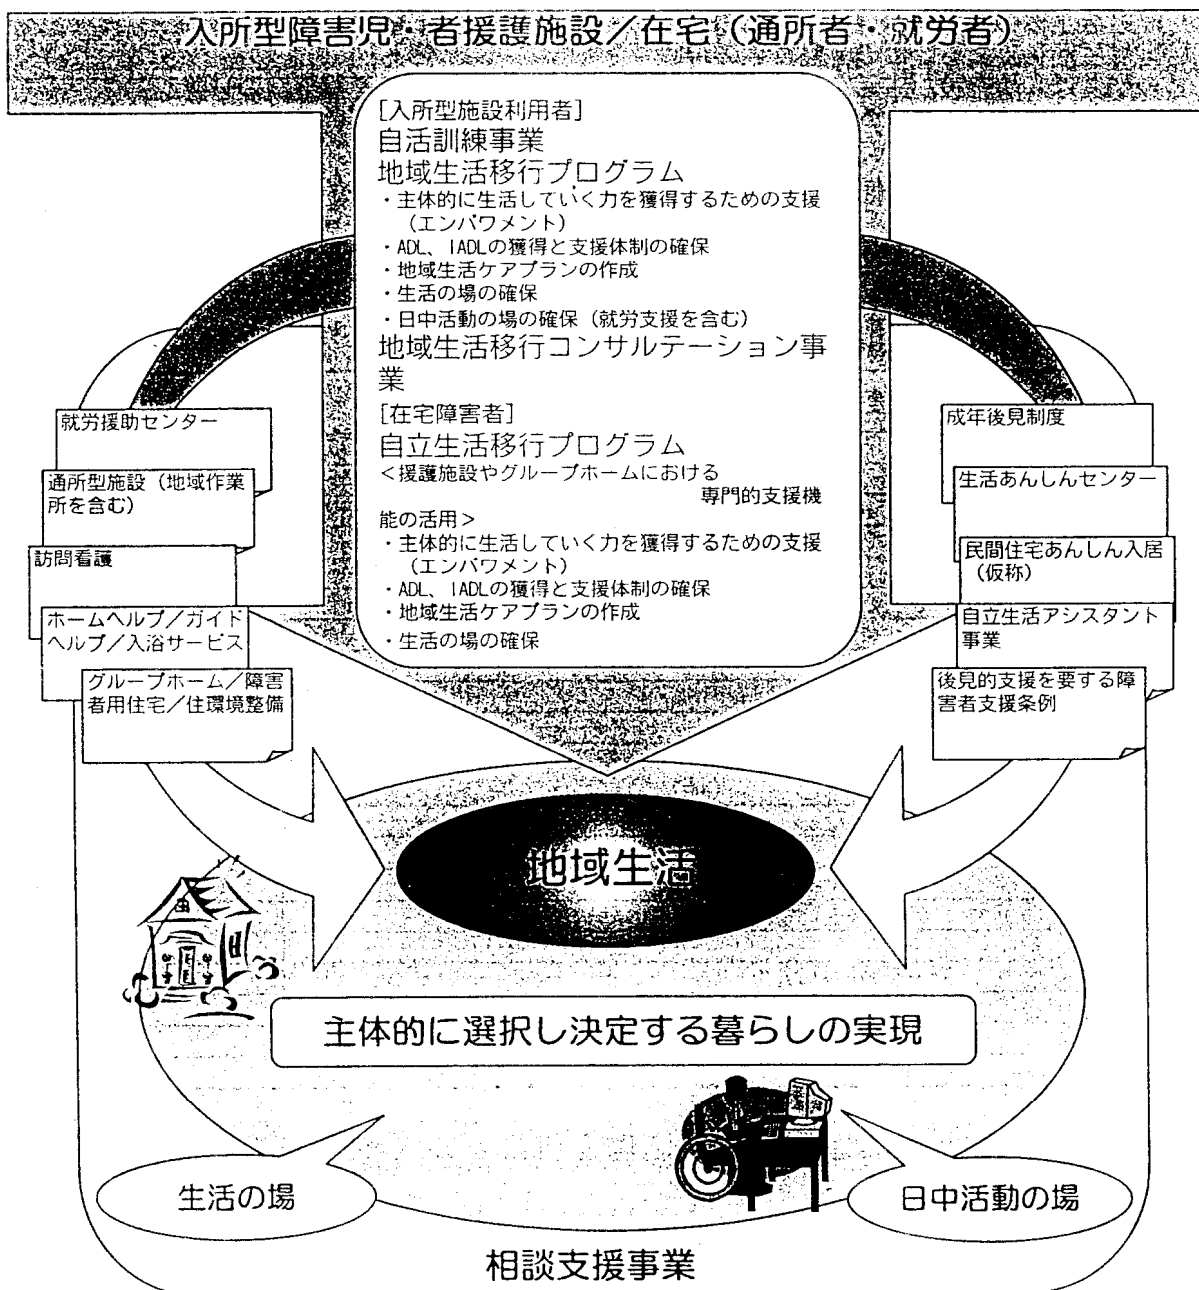 入所型障害児・者援護施設／在宅（通所者・就労者）
[入所型施設利用者]
自活訓練事業
地域生活移行プログラム
・主体的に生活していく力を獲得するための支援
（エンパワメント）
・ADL、IADLの獲得と支援体制の確保
・地域生活ケアプランの作成
・生活の場の確保
・日中活動の場の確保（就労支援を含む）
地域生活移行コンサルテーション事
業
[在宅障害者]
自立生活移行プログラム
＜援護施設やグループホームにおける
専門的支援機
能の活用＞
・主体的に生活していく力を獲得するための支援
（エンパワメント）
・ADL、IADLの獲得と支援体制の確保
・地域生活ケアプランの作成
・生活の場の確保
就労援助センター
通所型施設（地域作業
所を含む）
訪問看護
ホームヘルプ／ガイド
ヘルプ／入浴サービス
グループホーム／障害
者用住宅／住環境整備
成年後見制度
生活あんしんセンター
民間住宅あんしん入居
（仮称）
自立生活アシスタント
事業
後見的支援を要する障
害者支援条例
地域生活
主体的に選択し決定する暮らしの実現
生活の場
日中活動の場
相談支援事業